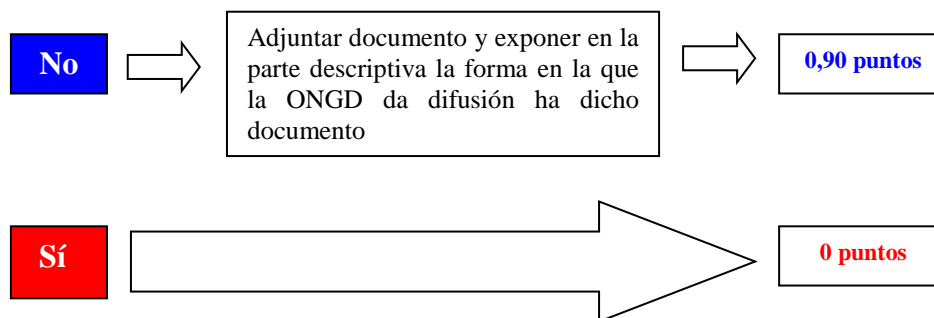 No
Adjuntar documento y exponer en la
parte descriptiva la forma en la que
la ONGD da difusión ha dicho
documento
0,90 puntos
Sí
0 puntos